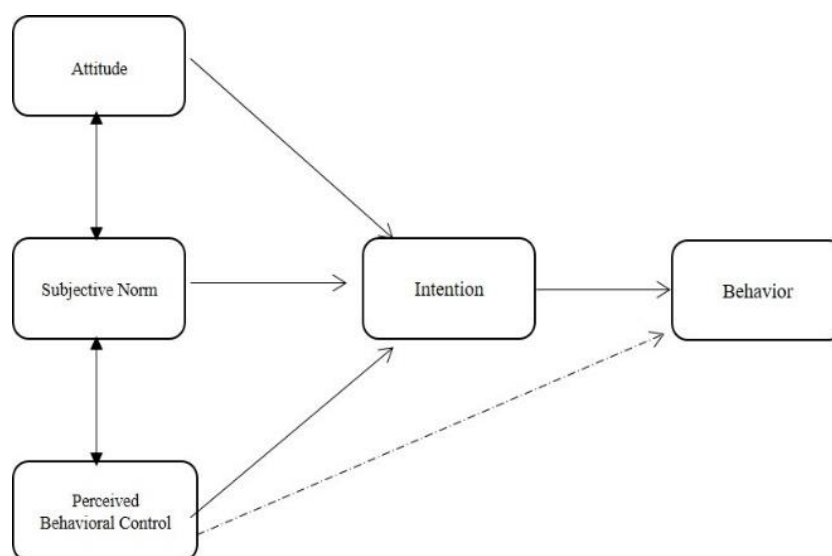 Attitude
Subjective Norm
Intention
Behavior
Perceived
Behavioral Control